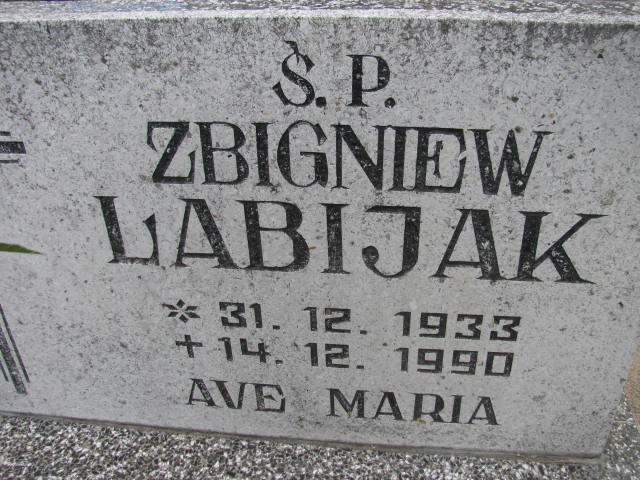 Ś. P.
ZBIGNIEW
LABIJAK
* 31. 12. 1933
+ 14. 12. 1990
AVE MARIA